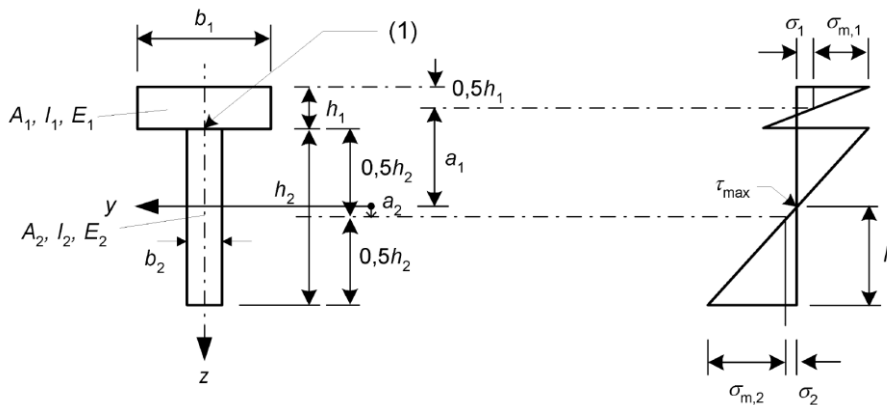 b₁
(1)
σ₁
σm,1
A₁, I₁, E₁
h₁
0,5h₁
a₁
h₂
0,5h₂
y
a₂
τmax
A₂, I₂, E₂
b₂
0,5h₂
z
σm,2
σ₂